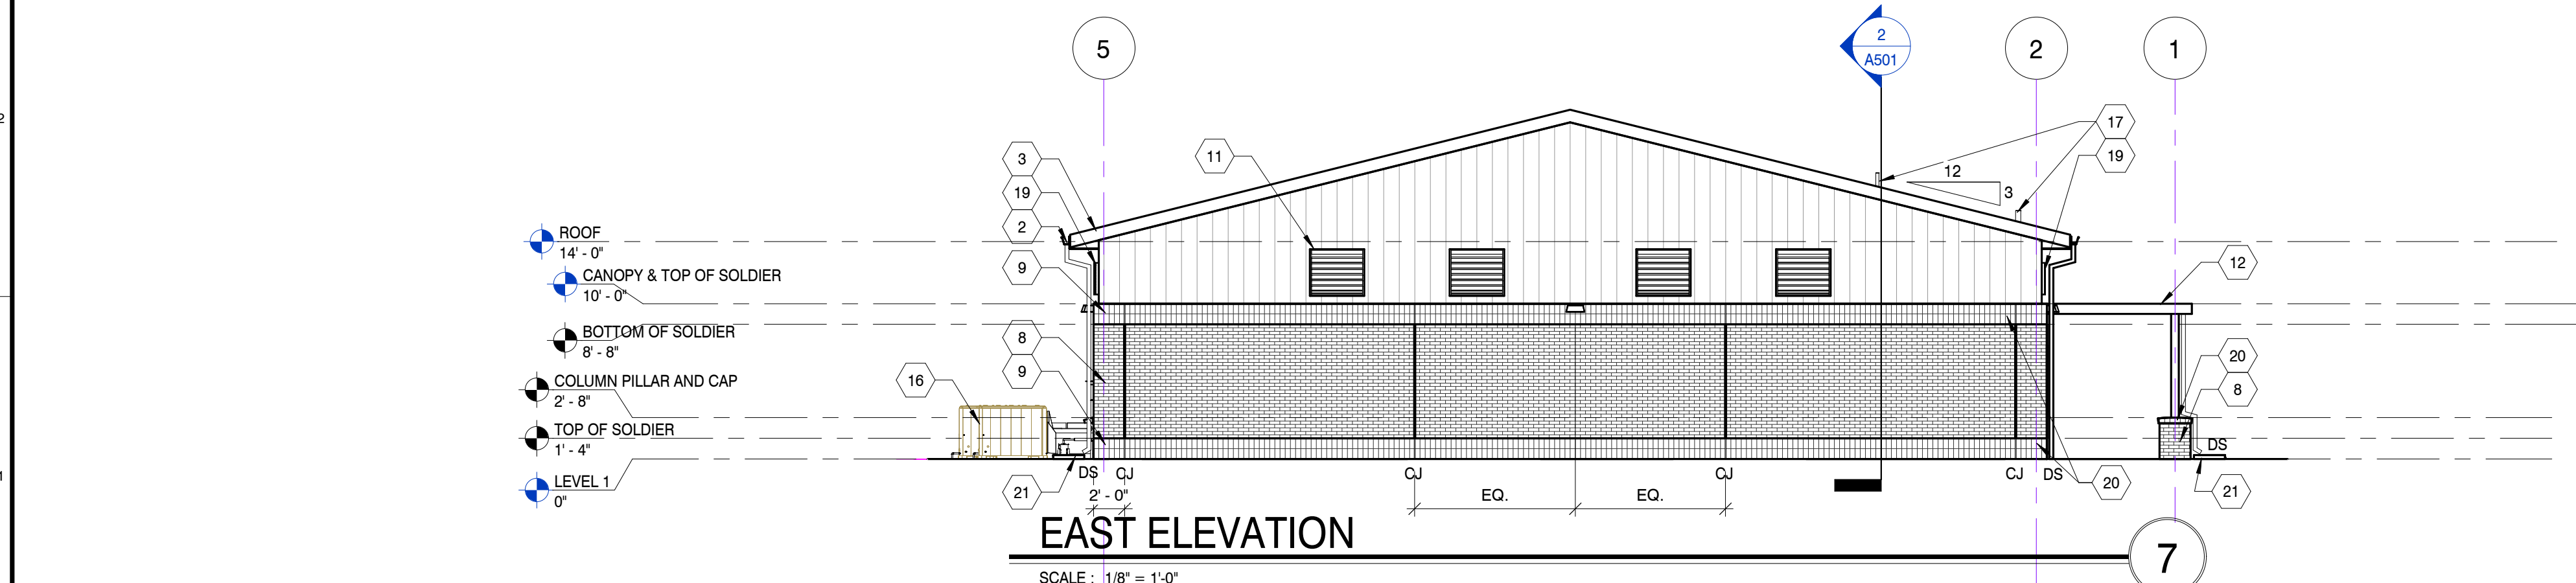 5
2
A501
2
1
2
17
3
11
12
19
19
3
2
ROOF
14' - 0"
9
12
CANOPY & TOP OF SOLDIER
10' - 0"
BOTTOM OF SOLDIER
8' - 8"
8
20
16
9
COLUMN PILLAR AND CAP
2' - 8"
8
TOP OF SOLDIER
1' - 4"
DS
1
LEVEL 1
0"
DS CJ CJ CJ CJ DS
21
2' - 0"
EQ. EQ.
20
21
EAST ELEVATION
7
SCALE : 1/8" = 1'-0"